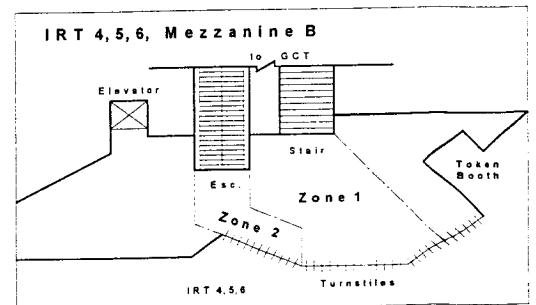 IRT 4, 5, 6, Mezzanine B
to GCT
Elevator
Stair
Token
Booth
Esc.
Zone 1
Zone 2
Turnstiles
IRT 4,5,6